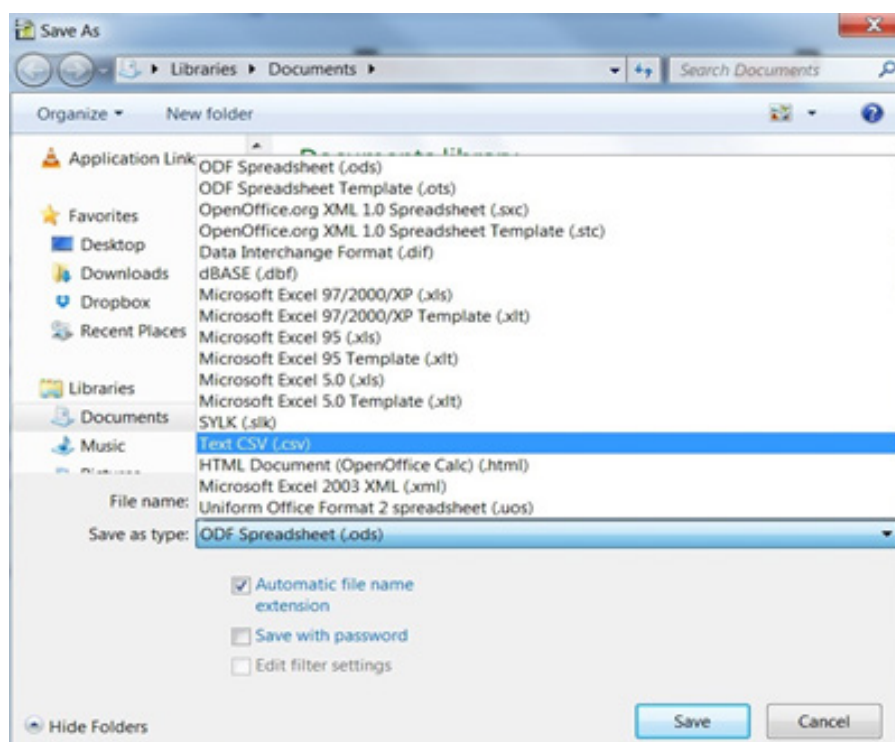 Save As
Libraries Documents
Search Documents
Organize New folder
Application Link
Favorites
Desktop
Downloads
Dropbox
Recent Places
Libraries
Documents
Music
ODF Spreadsheet (.ods)
ODF Spreadsheet Template (.ots)
OpenOffice.org XML 1.0 Spreadsheet (.sxc)
OpenOffice.org XML 1.0 Spreadsheet Template (.stc)
Data Interchange Format (.dif)
dBASE (.dbf)
Microsoft Excel 97/2000/XP (.xls)
Microsoft Excel 97/2000/XP Template (.xlt)
Microsoft Excel 95 (.xls)
Microsoft Excel 95 Template (.xlt)
Microsoft Excel 5.0 (.xls)
Microsoft Excel 5.0 Template (.xlt)
SYLK (.slk)
Text CSV (.csv)
HTML Document (OpenOffice Calc) (.html)
Microsoft Excel 2003 XML (.xml)
Uniform Office Format 2 spreadsheet (.uos)
File name:
Save as type: ODF Spreadsheet (.ods)
Automatic file name
extension
Save with password
Edit filter settings
Hide Folders
Save Cancel